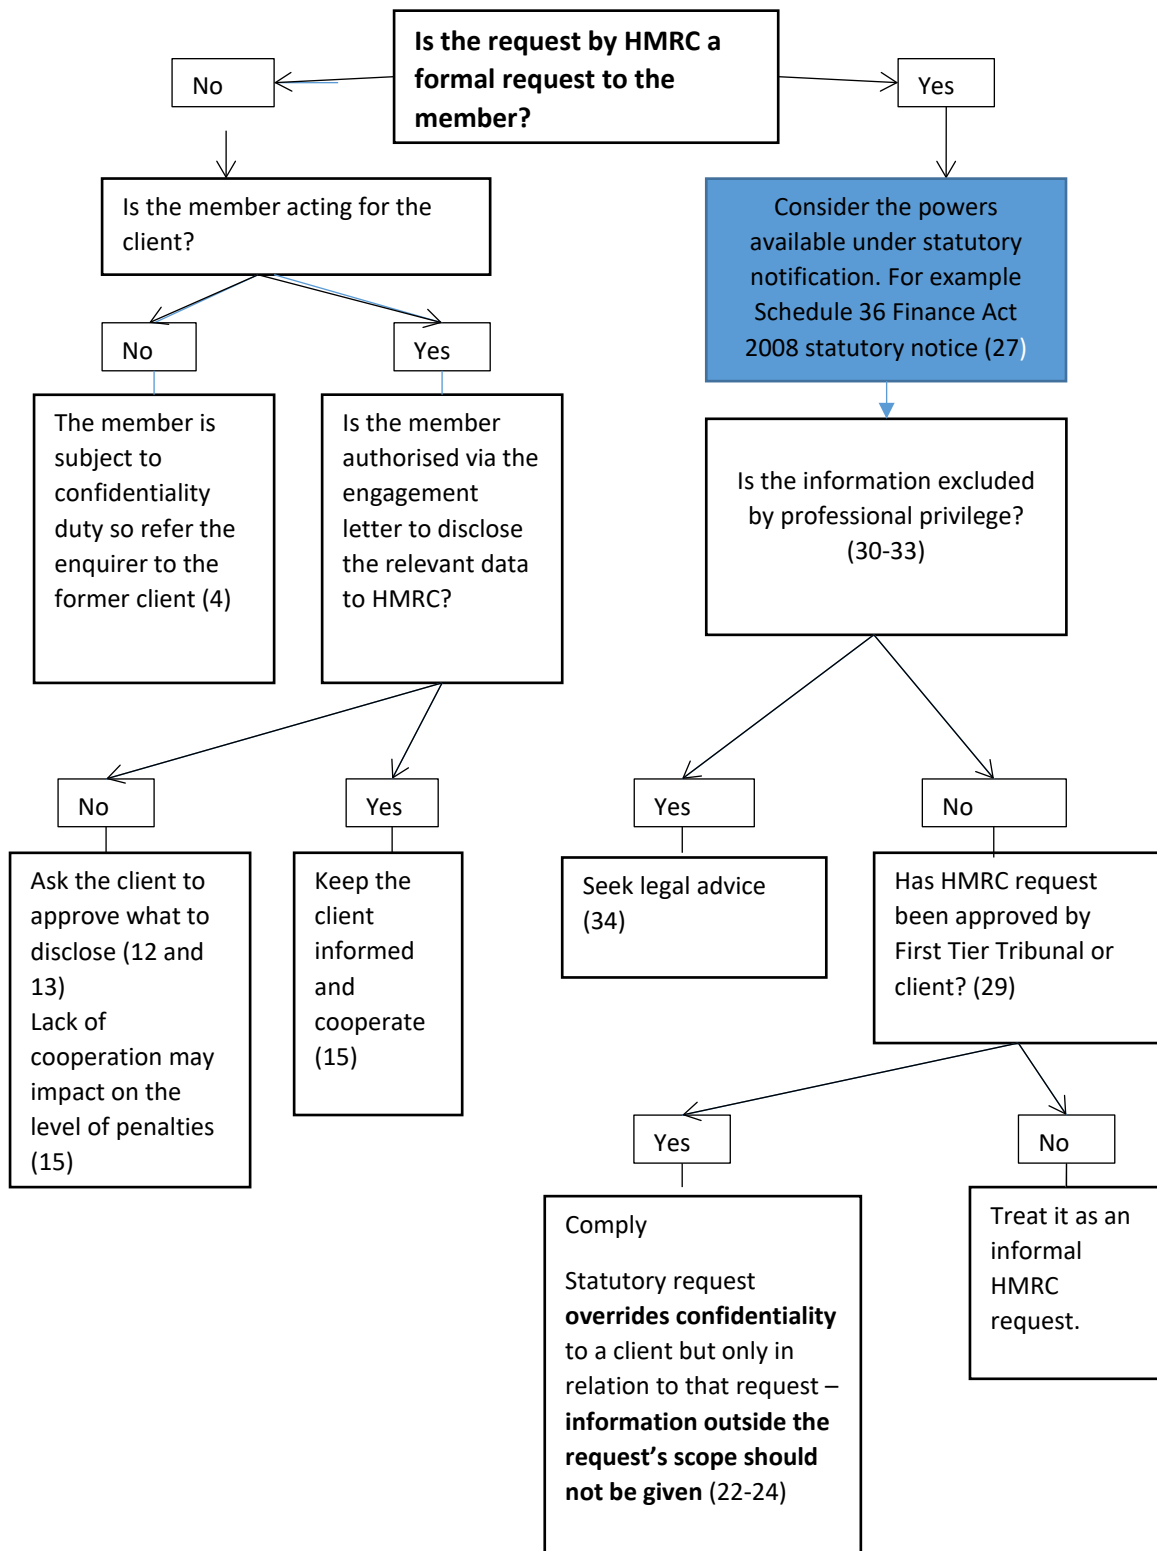 Is the request by HMRC a
formal request to the
member?
No
Yes
Is the member acting for the
client?
Consider the powers
available under statutory
notification. For example
Schedule 36 Finance Act
2008 statutory notice (27)
No
Yes
The member is
subject to
confidentiality
duty so refer the
enquirer to the
former client (4)
Is the member
authorised via the
engagement
letter to disclose
the relevant data
to HMRC?
Is the information excluded
by professional privilege?
(30-33)
No
Yes
Yes
No
Ask the client to
approve what to
disclose (12 and
13)
Lack of
cooperation may
impact on the
level of penalties
(15)
Keep the
client
informed
and
cooperate
(15)
Seek legal advice
(34)
Has HMRC request
been approved by
First Tier Tribunal or
client? (29)
Yes
No
Comply
Statutory request
overrides confidentiality
to a client but only in
relation to that request –
information outside the
request’s scope should
not be given (22-24)
Treat it as an
informal
HMRC
request.